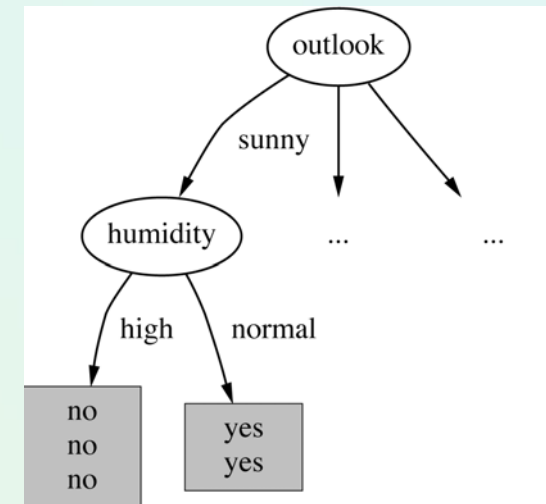 outlook
sunny
humidity
...
...
high
normal
no
no
no
yes
yes